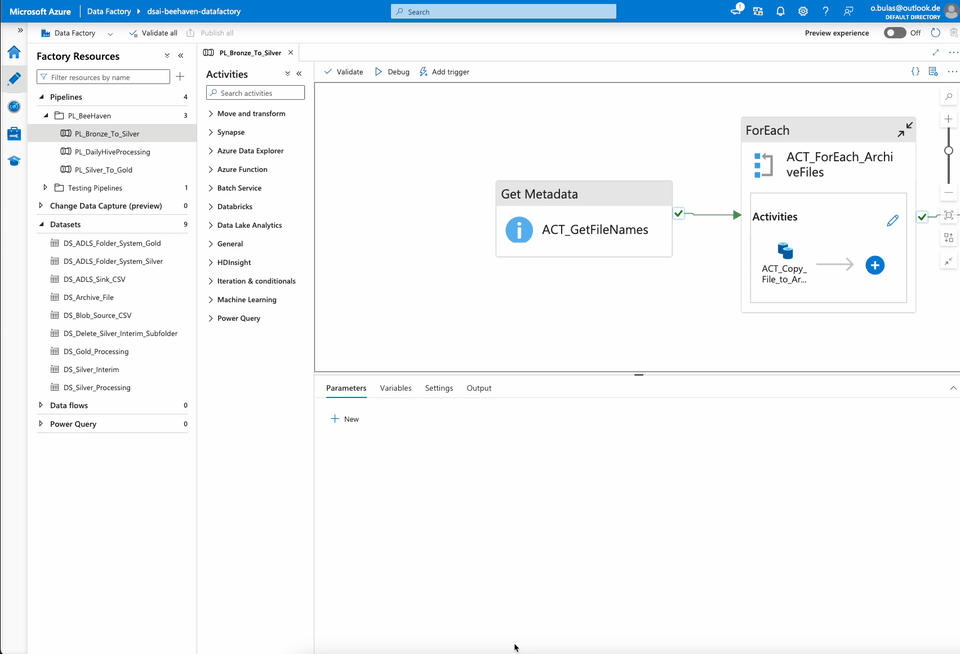 Microsoft Azure
Data Factory
dsai-beehaven-datafactory
Search
1
o.bulas@outlook.de
DEFAULT DIRECTORY
Data Factory
Validate all
Publish all
Preview experience
Off
Factory Resources
Filter resources by name
Pipelines 4
PL_BeeHaven 3
PL_Bronze_To_Silver
PL_DailyHiveProcessing
PL_Silver_To_Gold
Testing Pipelines 1
Change Data Capture (preview) 0
Datasets 9
DS_ADLS_Folder_System_Gold
DS_ADLS_Folder_System_Silver
DS_ADLS_Sink_CSV
DS_Archive_File
DS_Blob_Source_CSV
DS_Delete_Silver_Interim_Subfolder
DS_Gold_Processing
DS_Silver_Interim
DS_Silver_Processing
Data flows 0
Power Query 0
PL_Bronze_To_Silver
Activities
Search activities
Move and transform
Synapse
Azure Data Explorer
Azure Function
Batch Service
Databricks
Data Lake Analytics
General
HDInsight
Iteration & conditionals
Machine Learning
Power Query
Validate
Debug
Add trigger
Get Metadata
ACT_GetFileNames
ForEach
ACT_ForEach_Archi
veFiles
Activities
ACT_Copy_
File_to_Ar...
Parameters
Variables
Settings
Output
New